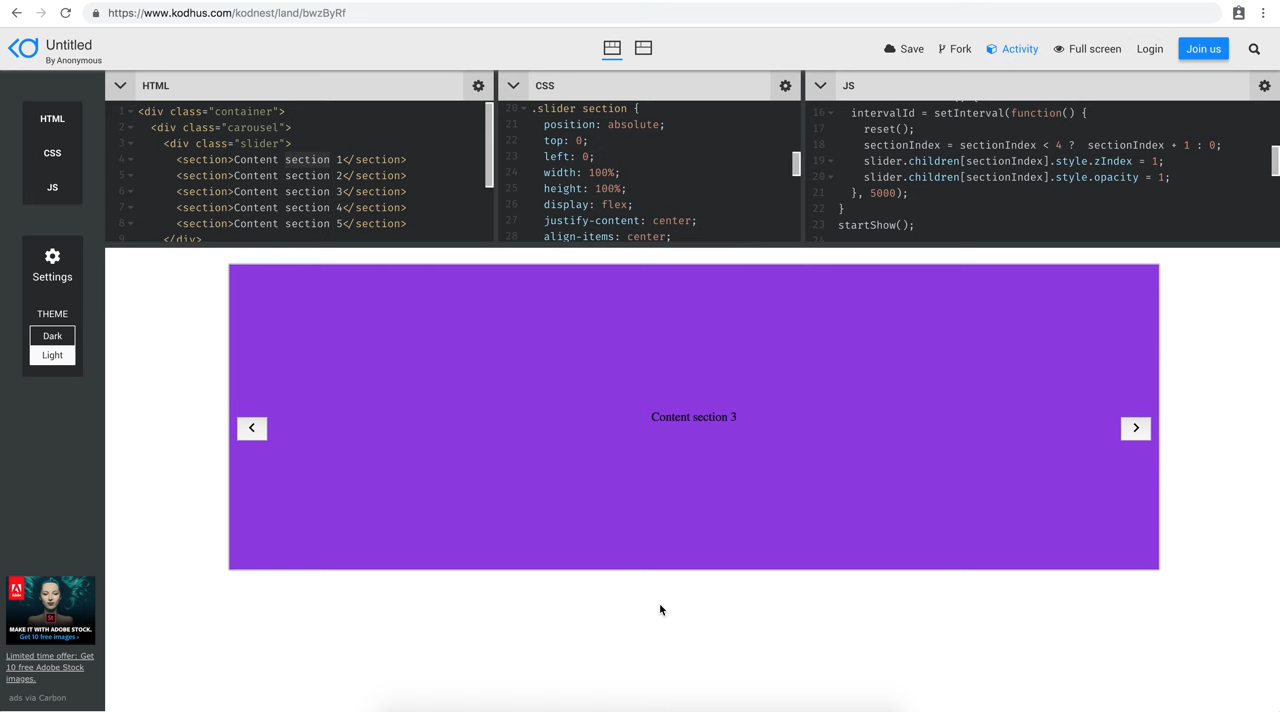 https://www.kodhus.com/kodnest/land/bwzByRf
Untitled
By Anonymous
Save
Fork
Activity
Full screen
Login
Join us
HTML
CSS
JS
Settings
THEME
Dark
Light
HTML
1 <div class="container">
2 <div class="carousel">
3 <div class="slider">
4 <section>Content section 1</section>
5 <section>Content section 2</section>
6 <section>Content section 3</section>
7 <section>Content section 4</section>
8 <section>Content section 5</section>
9 </div>
CSS
20 .slider section {
21 position: absolute;
22 top: 0;
23 left: 0;
24 width: 100%;
25 height: 100%;
26 display: flex;
27 justify-content: center;
28 align-items: center;
JS
16 intervalId = setInterval(function() {
17 reset();
18 sectionIndex = sectionIndex < 4 ? sectionIndex + 1 : 0;
19 slider.children[sectionIndex].style.zIndex = 1;
20 slider.children[sectionIndex].style.opacity = 1;
21 }, 5000);
22 }
23 startShow();
24
Content section 3
Adobe
St
MAKE IT WITH ADOBE STOCK.
Get 10 free images ›
Limited time offer: Get
10 free Adobe Stock
images.
ads via Carbon